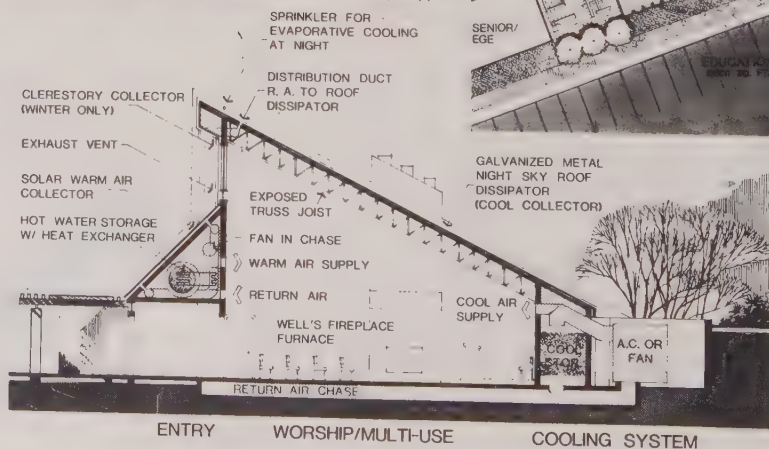 SPRINKLER FOR
EVAPORATIVE COOLING
AT NIGHT
SENIOR/
EGE
DISTRIBUTION DUCT
R. A. TO ROOF
DISSIPATOR
CLERESTORY COLLECTOR
(WINTER ONLY)
EXHAUST VENT
SOLAR WARM AIR
COLLECTOR
HOT WATER STORAGE
W/ HEAT EXCHANGER
EXPOSED
TRUSS JOIST
GALVANIZED METAL
NIGHT SKY ROOF
DISSIPATOR
(COOL COLLECTOR)
FAN IN CHASE
WARM AIR SUPPLY
RETURN AIR
COOL AIR
SUPPLY
WELL'S FIREPLACE
FURNACE
COOL
STOR
A.C. OR
FAN
RETURN AIR CHASE
ENTRY WORSHIP/MULTI-USE COOLING SYSTEM